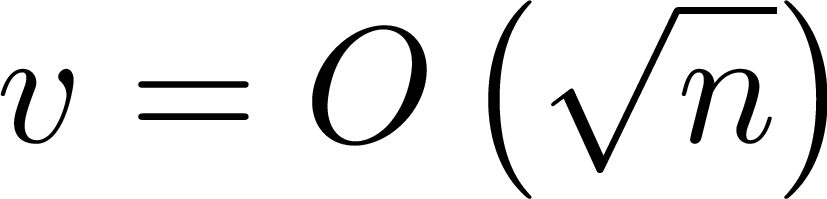 v = O(√n)